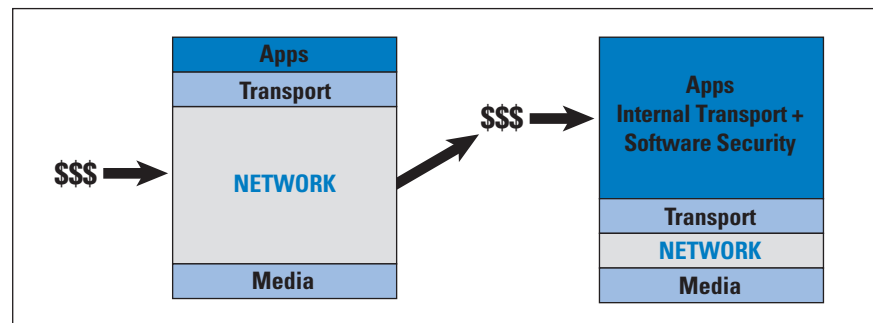 Apps
Transport
$$$
NETWORK
Media
$$$
Apps
Internal Transport +
Software Security
Transport
NETWORK
Media